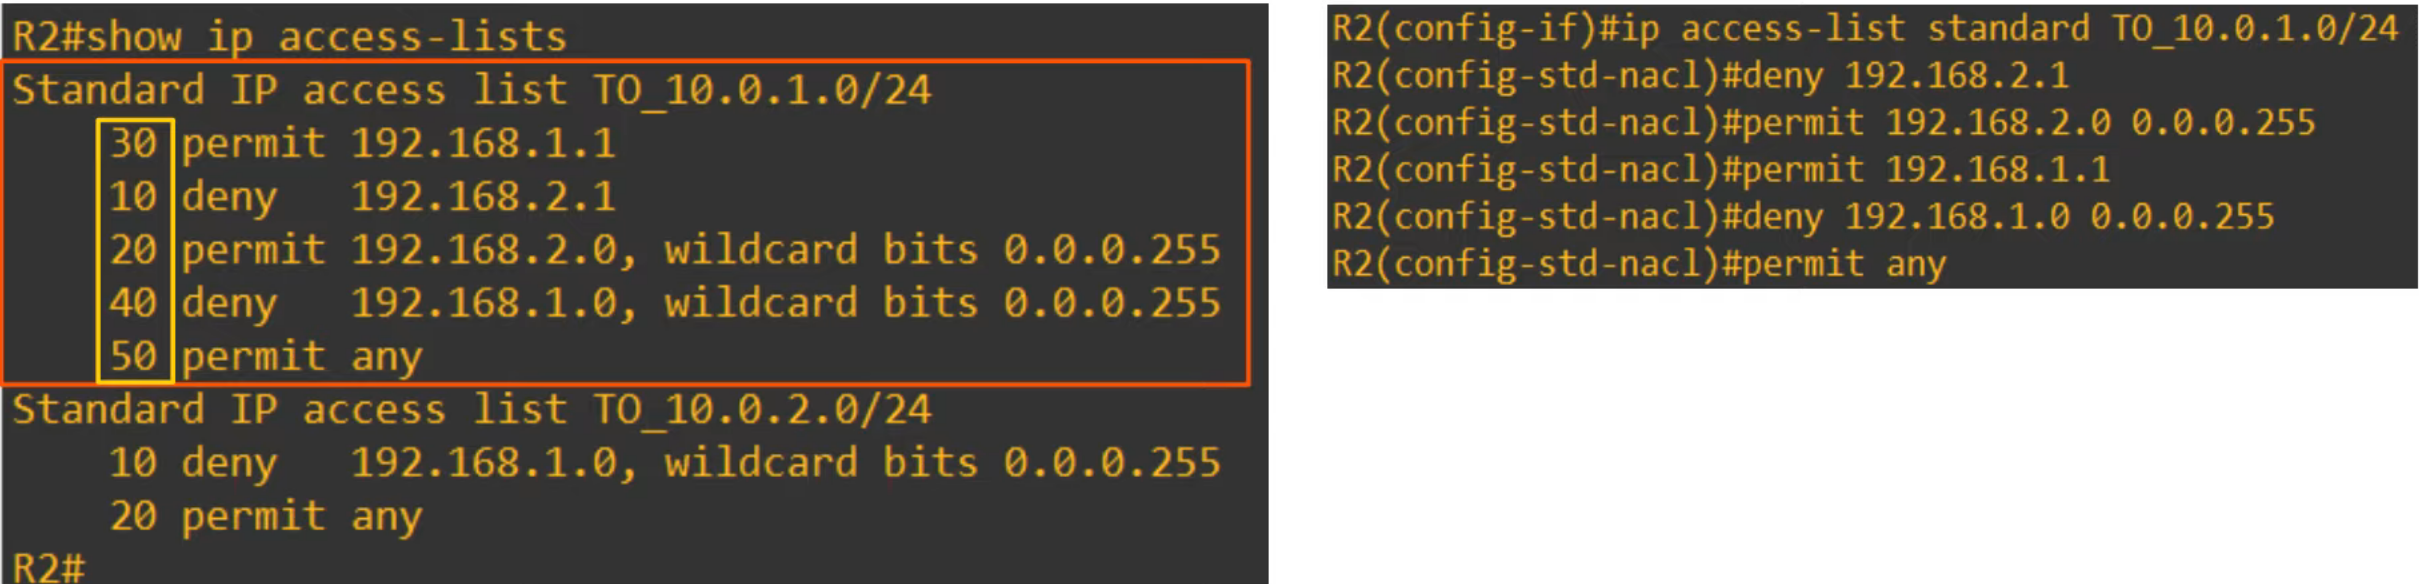 R2#show ip access-lists
Standard IP access list TO_10.0.1.0/24
30 permit 192.168.1.1
10 deny   192.168.2.1
20 permit 192.168.2.0, wildcard bits 0.0.0.255
40 deny   192.168.1.0, wildcard bits 0.0.0.255
50 permit any
Standard IP access list TO_10.0.2.0/24
10 deny   192.168.1.0, wildcard bits 0.0.0.255
20 permit any
R2#
R2(config-if)#ip access-list standard TO_10.0.1.0/24
R2(config-std-nacl)#deny 192.168.2.1
R2(config-std-nacl)#permit 192.168.2.0 0.0.0.255
R2(config-std-nacl)#permit 192.168.1.1
R2(config-std-nacl)#deny 192.168.1.0 0.0.0.255
R2(config-std-nacl)#permit any